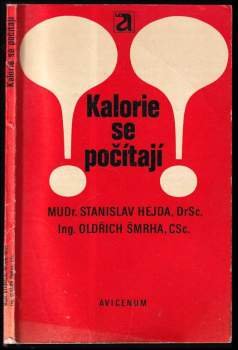 Kalorie
se
počítají
MUDr. STANISLAV HEJDA, DrSc.
Ing. OLDŘICH ŠMRHA, CSc.
AVICENUM
Kalorie se počítají